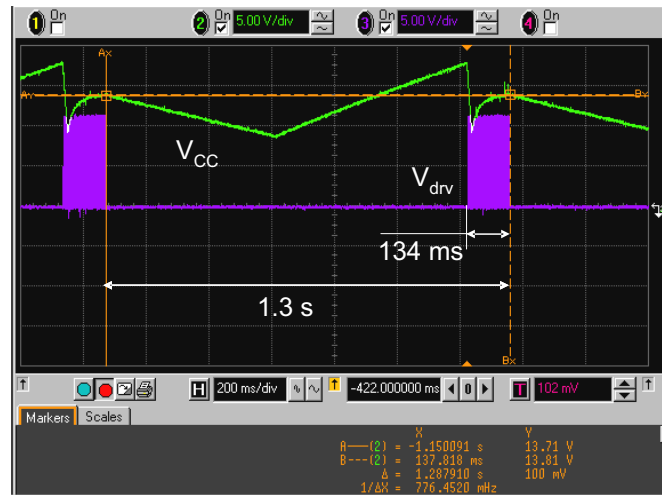 1 On 2 On 5.00 V/div 3 On 5.00 V/div 4 On
Ax
Ay Bx
VCC
Vdrv
134 ms
1.3 s
Bx
H 200 ms/div -422.000000 ms 0 T 102 mV
Markers Scales
X Y
A---(2) = -1.150091 s 13.71 V
B---(2) = 137.818 ms 13.81 V
Δ = 1.287910 s 100 mV
1/ΔX = 776.4520 mHz